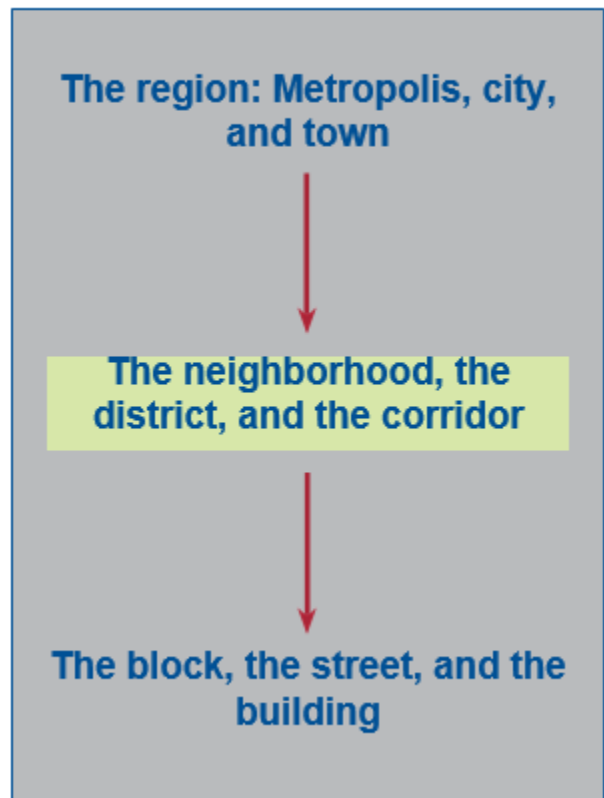 The region: Metropolis, city,
and town
The neighborhood, the
district, and the corridor
The block, the street, and the
building